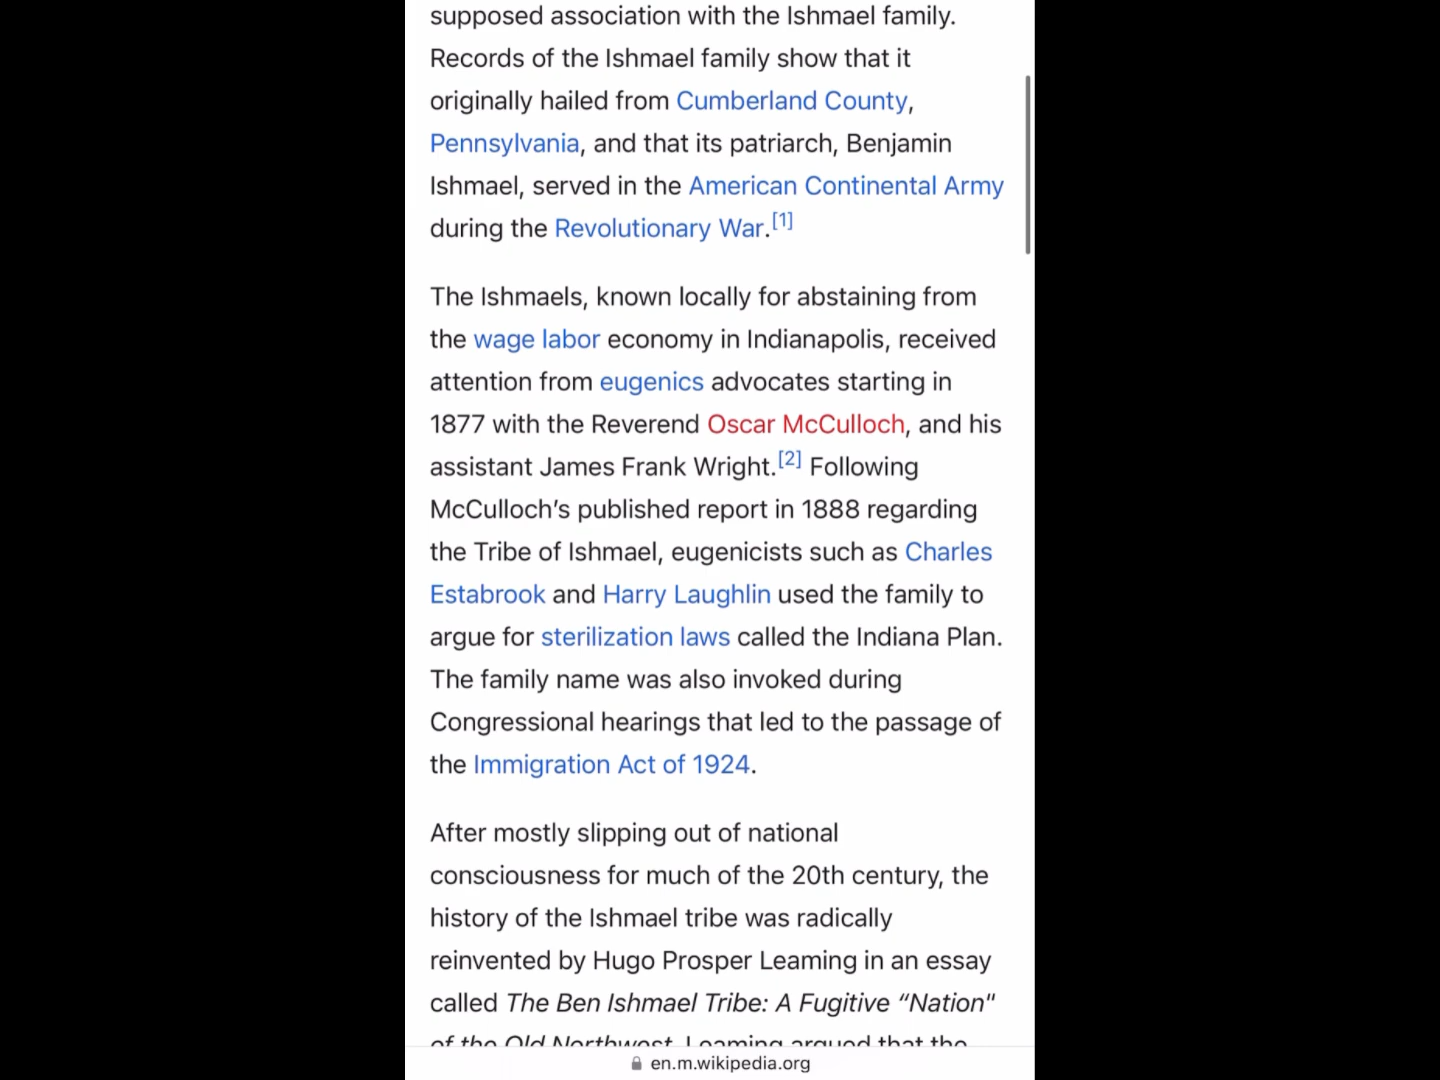 supposed association with the Ishmael family.
Records of the Ishmael family show that it
originally hailed from Cumberland County,
Pennsylvania, and that its patriarch, Benjamin
Ishmael, served in the American Continental Army
during the Revolutionary War.[1]
The Ishmaels, known locally for abstaining from
the wage labor economy in Indianapolis, received
attention from eugenics advocates starting in
1877 with the Reverend Oscar McCulloch, and his
assistant James Frank Wright.[2] Following
McCulloch's published report in 1888 regarding
the Tribe of Ishmael, eugenicists such as Charles
Estabrook and Harry Laughlin used the family to
argue for sterilization laws called the Indiana Plan.
The family name was also invoked during
Congressional hearings that led to the passage of
the Immigration Act of 1924.
After mostly slipping out of national
consciousness for much of the 20th century, the
history of the Ishmael tribe was radically
reinvented by Hugo Prosper Leaming in an essay
called The Ben Ishmael Tribe: A Fugitive “Nation"
of the Old Northwest. Leaming argued that the
en.m.wikipedia.org